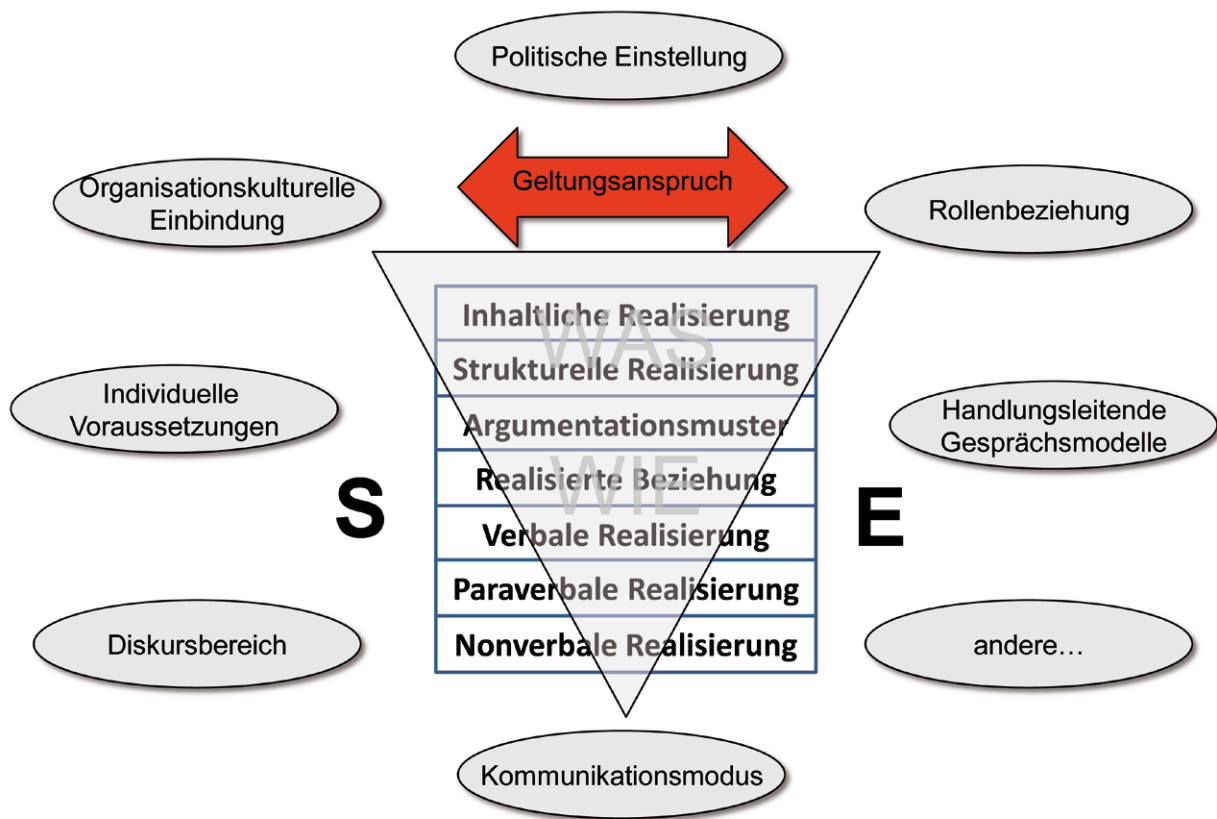 Politische Einstellung
Organisationskulturelle
Einbindung
Geltungsanspruch
Rollenbeziehung
Inhaltliche Realisierung
WAS
Strukturelle Realisierung
Individuelle
Voraussetzungen
Argumentationsmuster
Handlungsleitende
Gesprächsmodelle
Realisierte Beziehung
WIE
S
E
Verbale Realisierung
Paraverbale Realisierung
Diskursbereich
Nonverbale Realisierung
andere…
Kommunikationsmodus